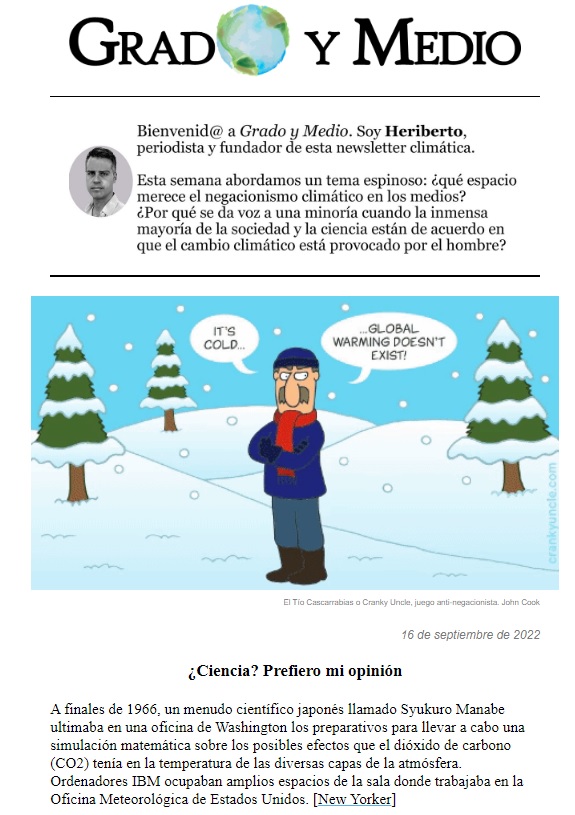 GRADO Y MEDIO
Bienvenid@ a Grado y Medio. Soy Heriberto,
periodista y fundador de esta newsletter climática.
Esta semana abordamos un tema espinoso: ¿qué espacio
merece el negacionismo climático en los medios?
¿Por qué se da voz a una minoría cuando la inmensa
mayoría de la sociedad y la ciencia están de acuerdo en
que el cambio climático está provocado por el hombre?
IT'S
COLD...
...GLOBAL
WARMING DOESN'T
EXIST!
crankyuncle.com
El Tío Cascarrabias o Cranky Uncle, juego anti-negacionista. John Cook
16 de septiembre de 2022
¿Ciencia? Prefiero mi opinión
A finales de 1966, un menudo científico japonés llamado Syukuro Manabe
ultimaba en una oficina de Washington los preparativos para llevar a cabo una
simulación matemática sobre los posibles efectos que el dióxido de carbono
(CO2) tenía en la temperatura de las diversas capas de la atmósfera.
Ordenadores IBM ocupaban amplios espacios de la sala donde trabajaba en la
Oficina Meteorológica de Estados Unidos. [New Yorker]